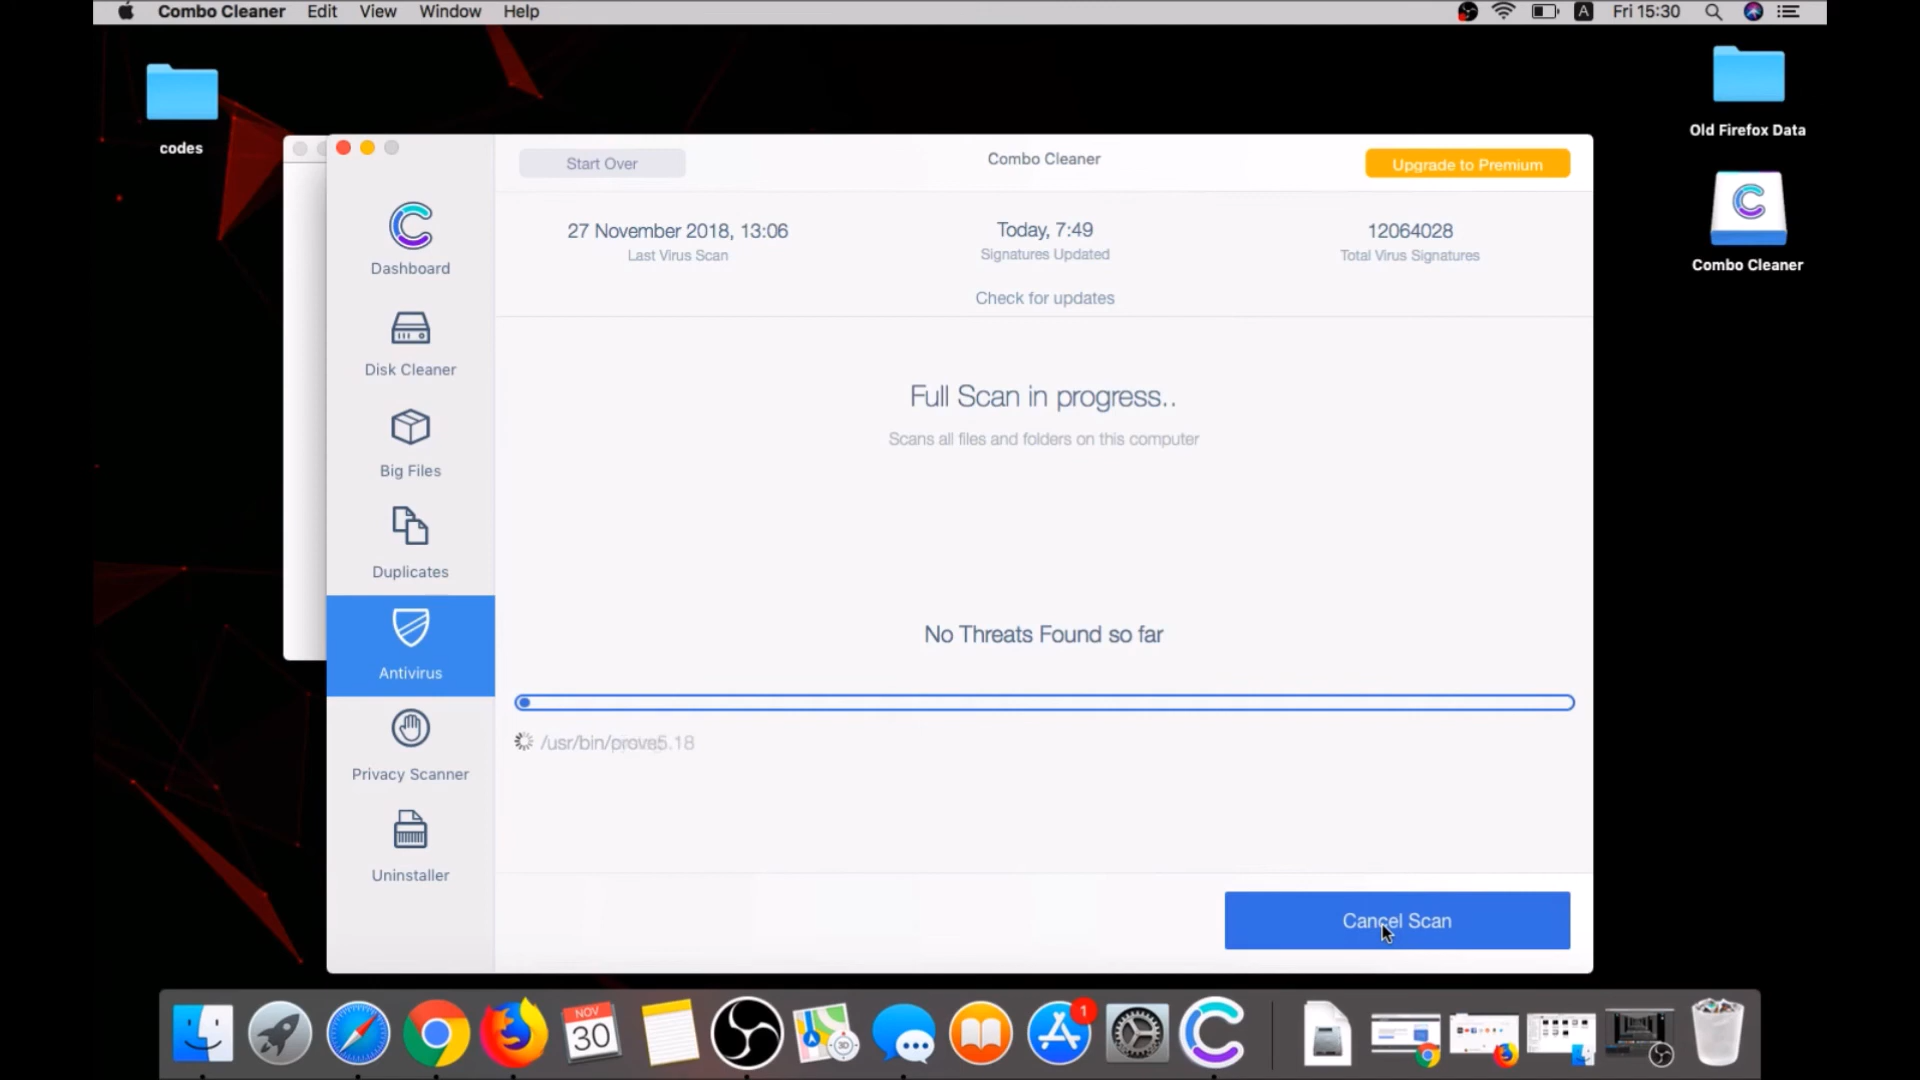 Combo Cleaner Edit View Window Help
A Fri 15:30
codes
Old Firefox Data
Combo Cleaner
Start Over
Combo Cleaner
Upgrade to Premium
27 November 2018, 13:06
Last Virus Scan
Today, 7:49
Signatures Updated
12064028
Total Virus Signatures
Check for updates
Dashboard
Disk Cleaner
Big Files
Duplicates
Antivirus
Privacy Scanner
Uninstaller
Full Scan in progress..
Scans all files and folders on this computer
No Threats Found so far
/usr/bin/prove5.18
Cancel Scan
NOV
30
3D
1